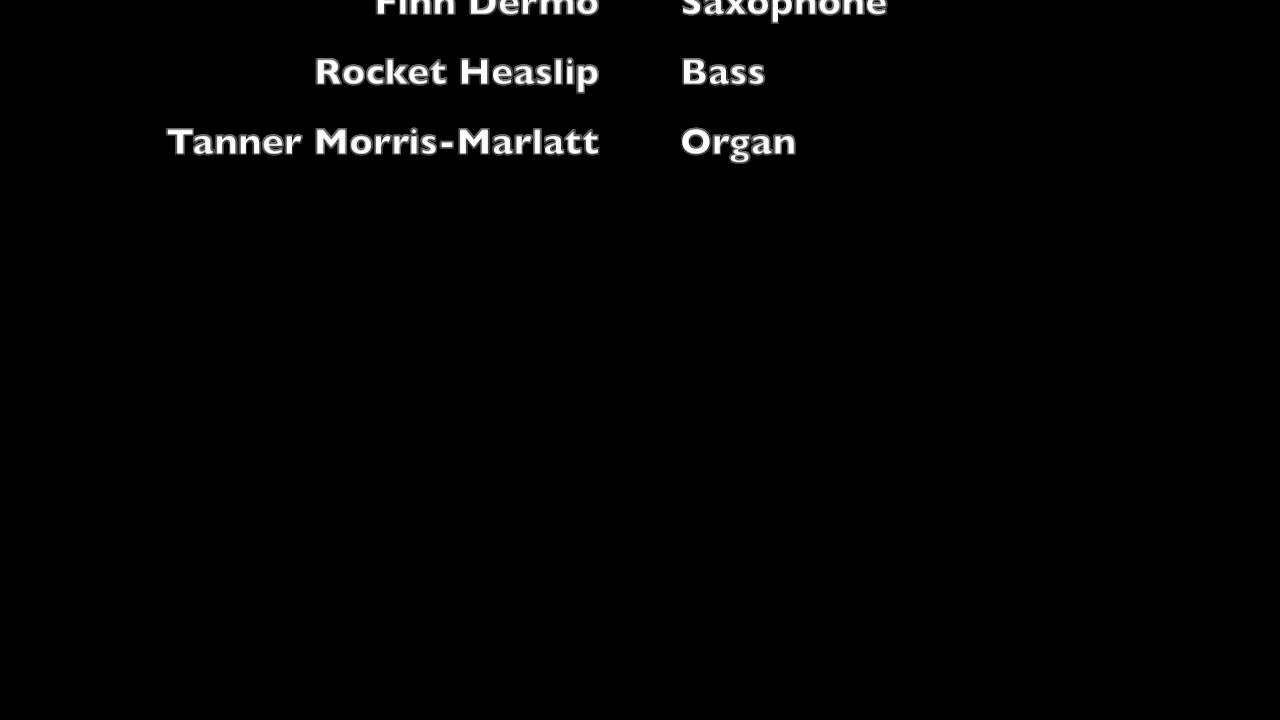 Finn Dermo Saxophone
Rocket Heaslip Bass
Tanner Morris-Marlatt Organ